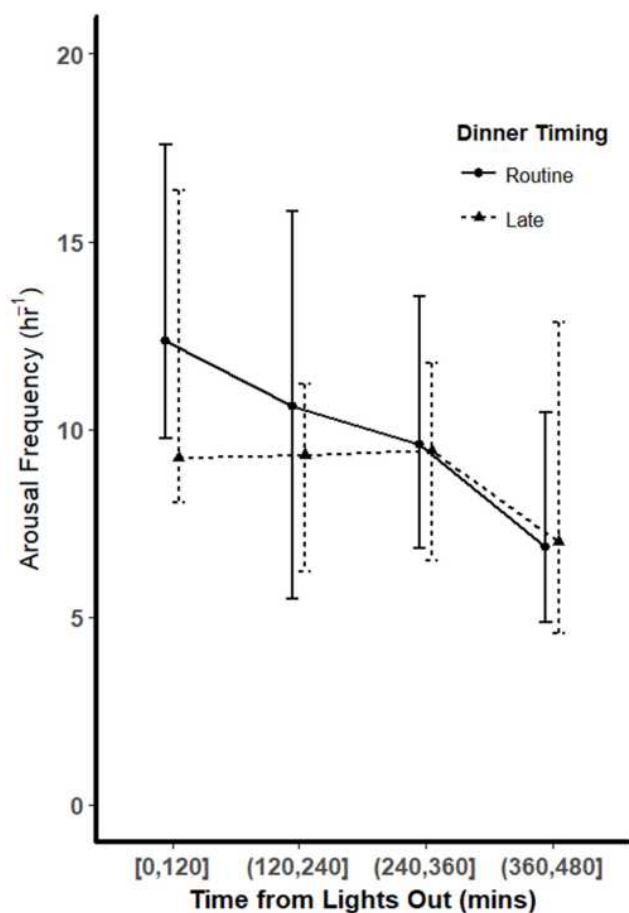 20
15
10
5
0
Arousal Frequency (hr⁻¹)
Dinner Timing
Routine
Late
[0,120] (120,240] (240,360] (360,480]
Time from Lights Out (mins)